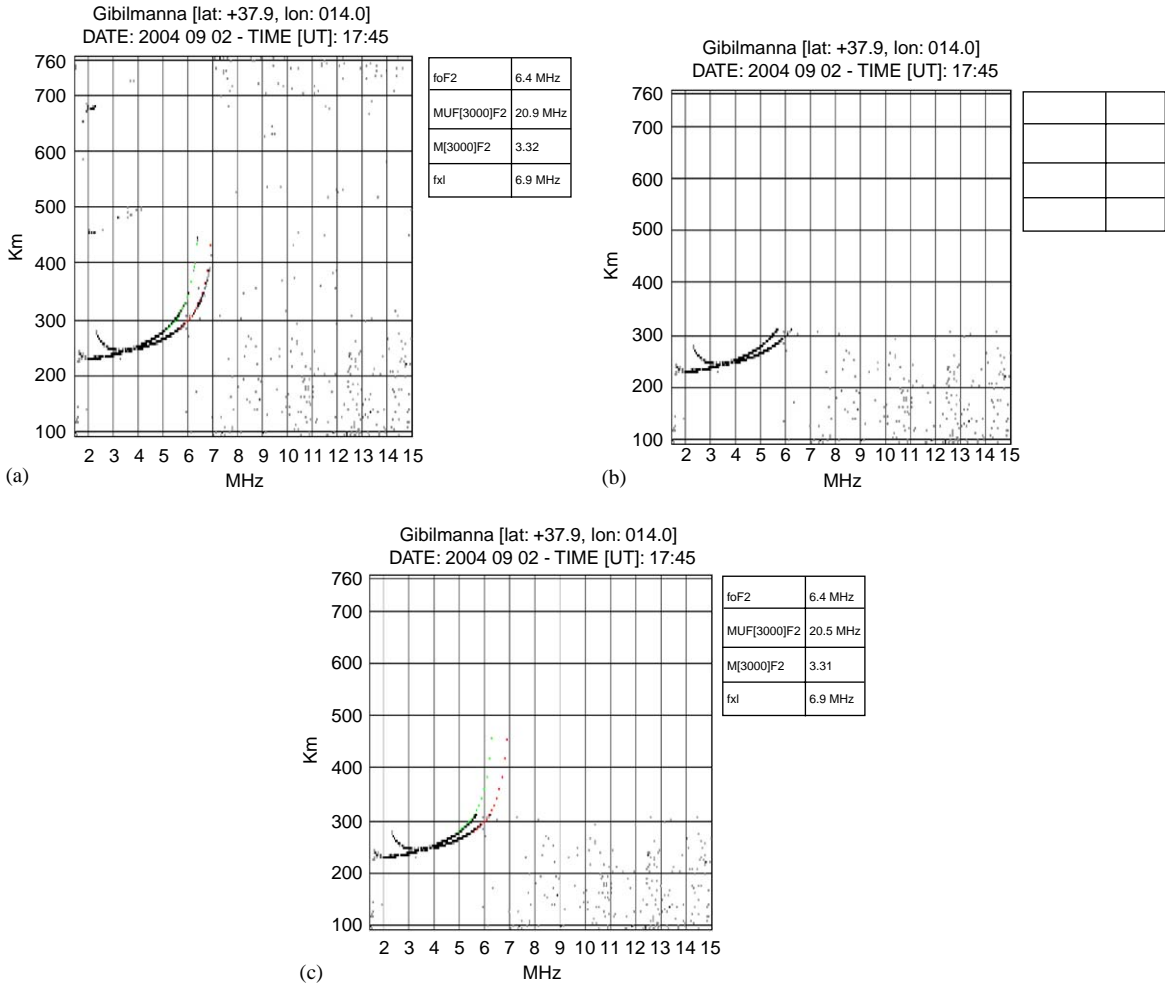 Gibilmanna [lat: +37.9, lon: 014.0]
DATE: 2004 09 02 - TIME [UT]: 17:45
760
700
600
500
400
300
200
100
Km
2 3 4 5 6 7 8 9 10 11 12 13 14 15
MHz
(a)
foF2 6.4 MHz
MUF[3000]F2 20.9 MHz
M[3000]F2 3.32
fxI 6.9 MHz
Gibilmanna [lat: +37.9, lon: 014.0]
DATE: 2004 09 02 - TIME [UT]: 17:45
760
700
600
500
400
300
200
100
Km
2 3 4 5 6 7 8 9 10 11 12 13 14 15
MHz
(b)
Gibilmanna [lat: +37.9, lon: 014.0]
DATE: 2004 09 02 - TIME [UT]: 17:45
760
700
600
500
400
300
200
100
Km
2 3 4 5 6 7 8 9 10 11 12 13 14 15
MHz
(c)
foF2 6.4 MHz
MUF[3000]F2 20.5 MHz
M[3000]F2 3.31
fxI 6.9 MHz